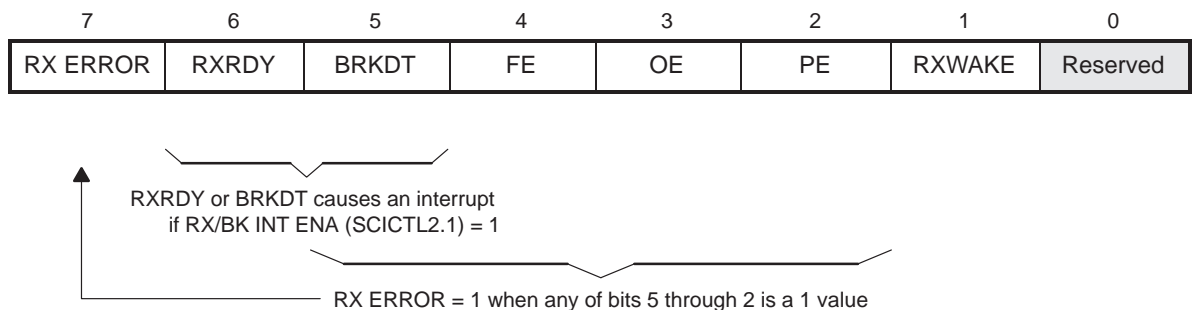 7 6 5 4 3 2 1 0
RX ERROR RXRDY BRKDT FE OE PE RXWAKE Reserved
RXRDY or BRKDT causes an interrupt
if RX/BK INT ENA (SCICTL2.1) = 1
RX ERROR = 1 when any of bits 5 through 2 is a 1 value